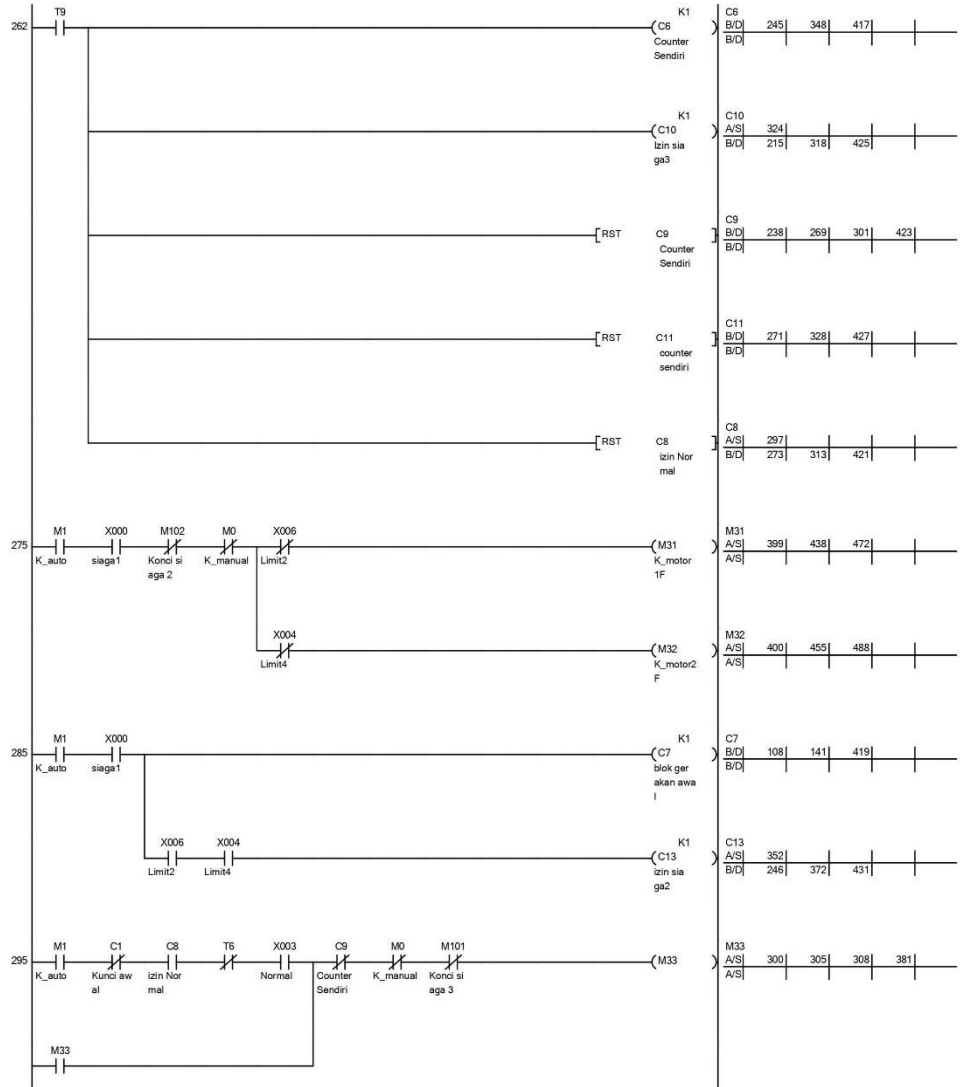 T9 K1 C6
262 C6 B/D 245 348 417
Counter B/D
Sendiri
K1 C10
C10 A/S 324
Izin sia B/D 215 318 425
ga3
C9
RST C9 B/D 238 269 301 423
Counter B/D
Sendiri
C11
RST C11 B/D 271 328 427
counter B/D
sendiri
C8
RST C8 A/S 297
izin Nor B/D 273 313 421
mal
M1 X000 M102 M0 X006 M31
275 M31 A/S 399 438 472
K_auto siaga1 Konci si K_manual Limit2 K_motor A/S
aga 2 1F
X004 M32
M32 A/S 400 455 488
Limit4 K_motor2 A/S
F
M1 X000 K1 C7
285 C7 B/D 108 141 419
K_auto siaga1 blok ger B/D
akan awa
l
X006 X004 K1 C13
C13 A/S 352
Limit2 Limit4 izin sia B/D 246 372 431
ga2
M1 C1 C8 T6 X003 C9 M0 M101 M33
295 M33 A/S 300 305 308 381
K_auto Kunci aw izin Nor Normal Counter K_manual Konci si A/S
al mal Sendiri aga 3
M33